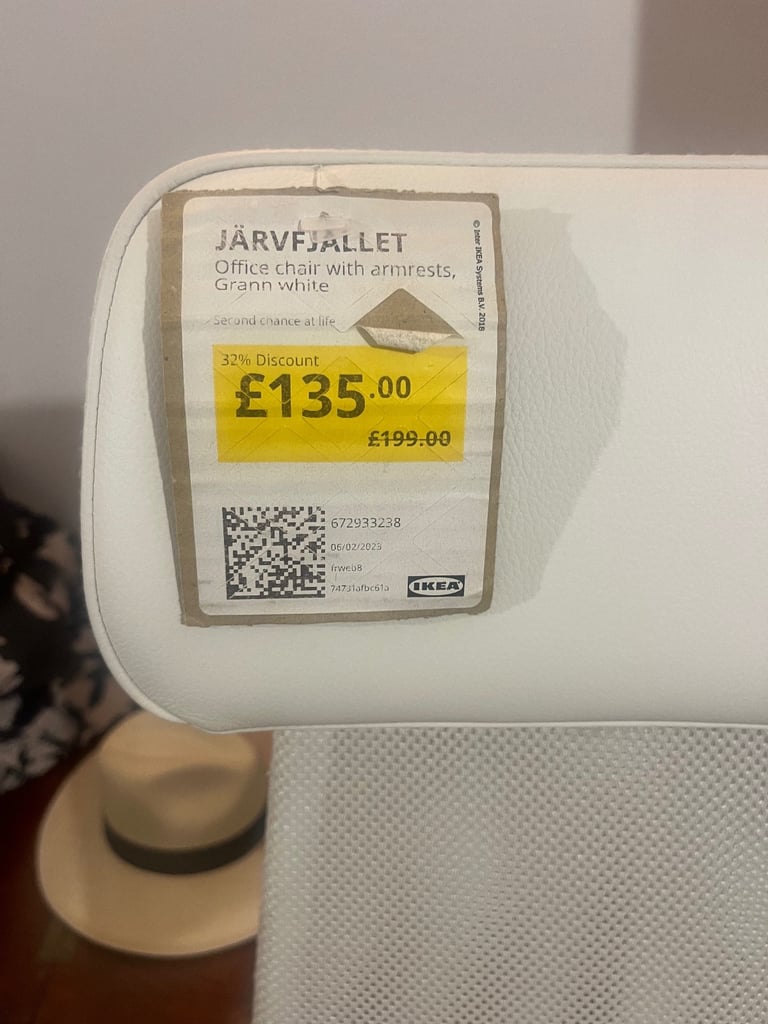 JÄRVFJÄLLET
Office chair with armrests,
Grann white
Second chance at life
32% Discount
£135.00
£199.00
672933238
06/02/2023
frweb8
74731afbc61a
IKEA
© Inter IKEA Systems B.V. 2018